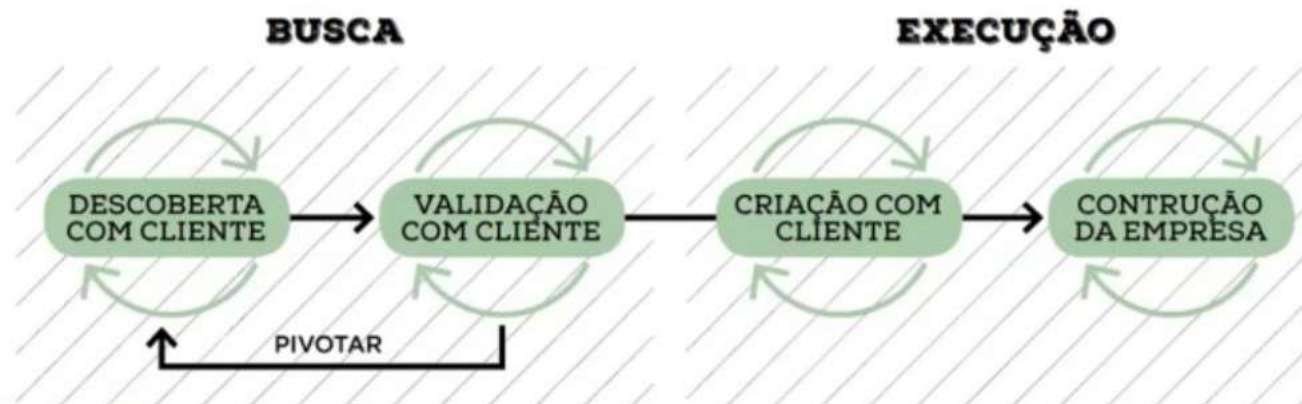 BUSCA
EXECUÇÃO
DESCOBERTA
COM CLIENTE
VALIDAÇÃO
COM CLIENTE
CRIAÇÃO COM
CLIENTE
CONTRUÇÃO
DA EMPRESA
PIVOTAR